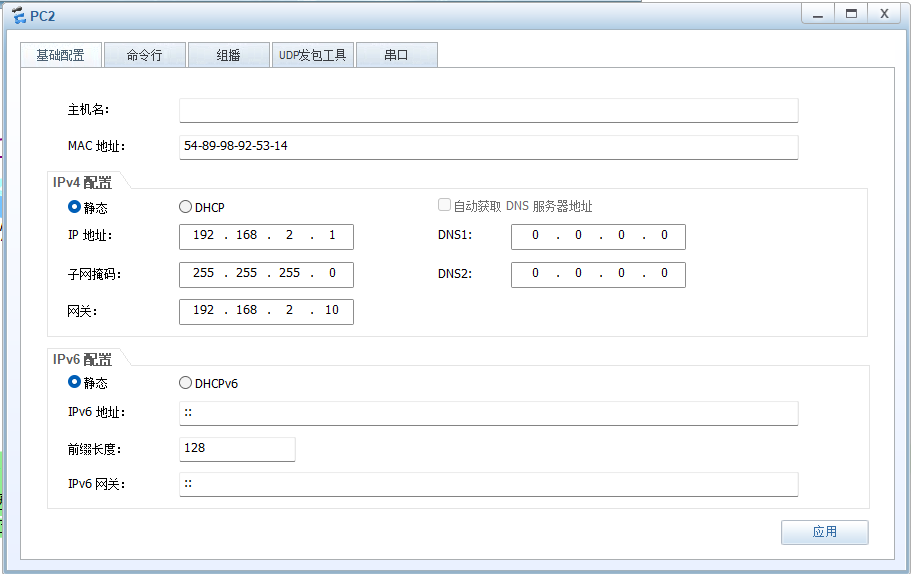 PC2
基础配置 命令行 组播 UDP发包工具 串口
主机名:
MAC 地址: 54-89-98-92-53-14
IPv4 配置
静态 DHCP 自动获取 DNS 服务器地址
IP 地址: 192 . 168 . 2 . 1 DNS1: 0 . 0 . 0 . 0
子网掩码: 255 . 255 . 255 . 0 DNS2: 0 . 0 . 0 . 0
网关: 192 . 168 . 2 . 10
IPv6 配置
静态 DHCPv6
IPv6 地址: ::
前缀长度: 128
IPv6 网关: ::
应用